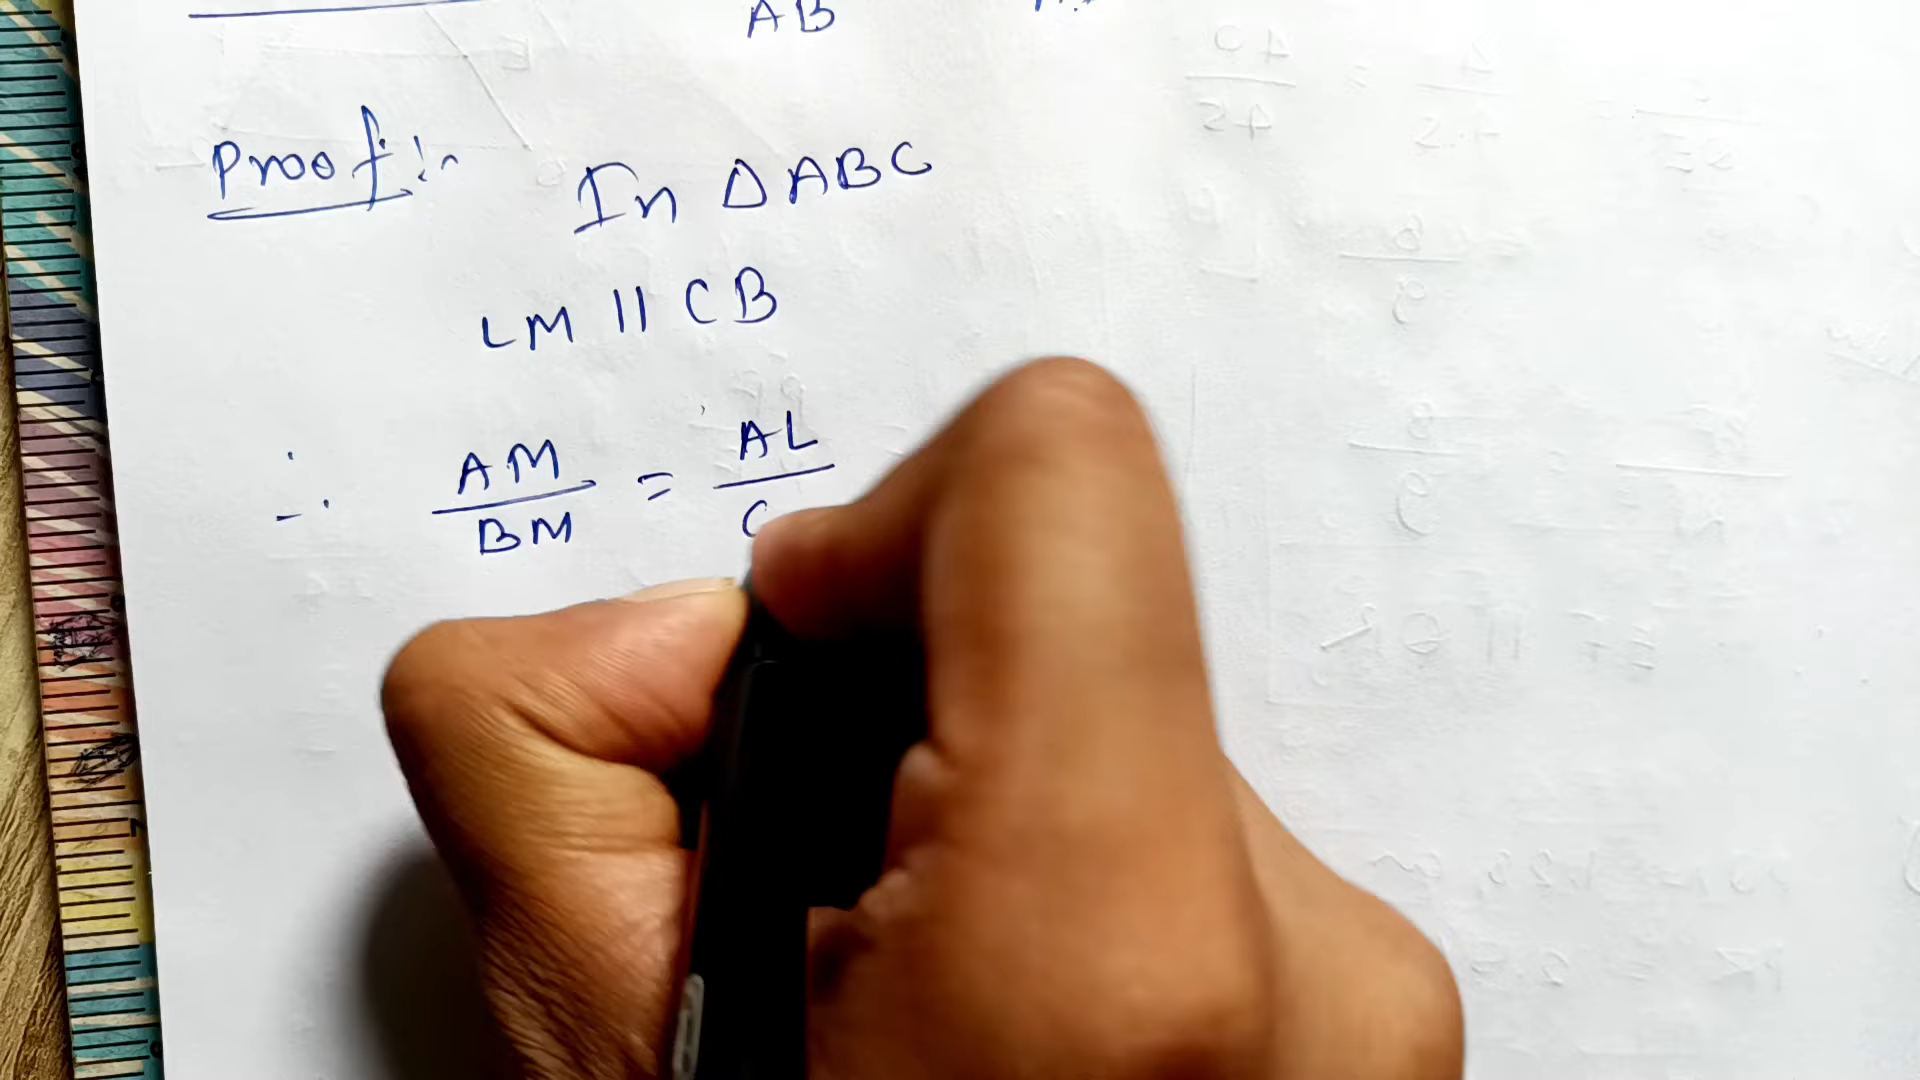 AB
Proof:-
In △ABC
LM || CB
∴ AM/BM = AL/C